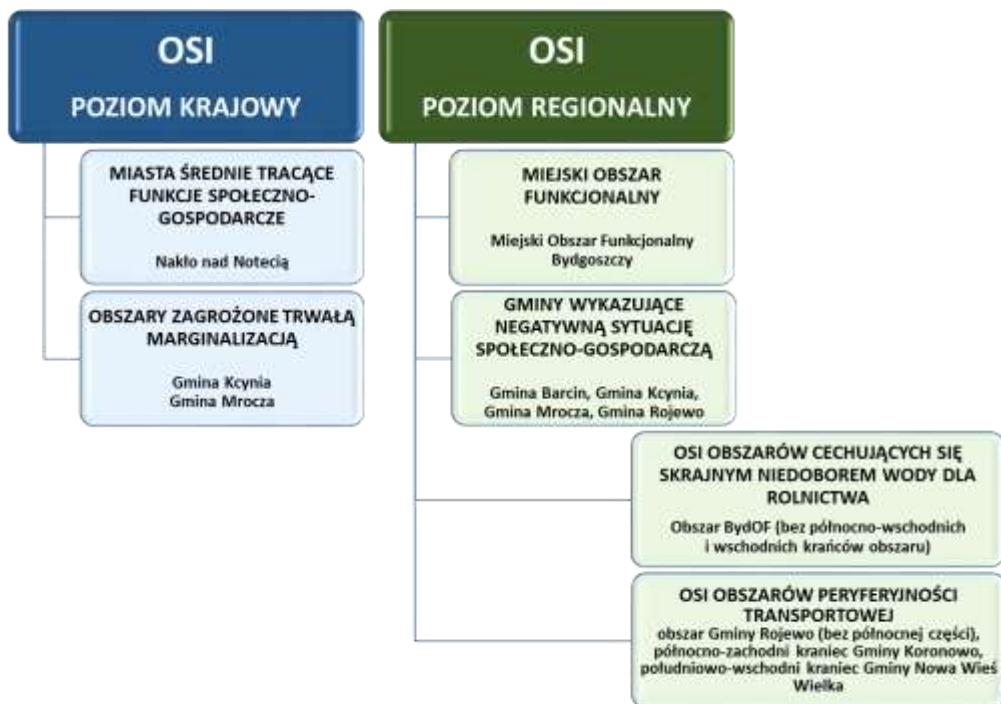 OSI
POZIOM KRAJOWY
MIASTA ŚREDNIE TRACĄCE
FUNKCJE SPOŁECZNO-
GOSPODARCZE
Nakło nad Notecią
OBSZARY ZAGROŻONE TRWAŁĄ
MARGINALIZACJĄ
Gmina Kcynia
Gmina Mrocza
OSI
POZIOM REGIONALNY
MIEJSKI OBSZAR
FUNKCJONALNY
Miejski Obszar Funkcjonalny
Bydgoszczy
GMINY WYKAZUJĄCE
NEGATYWNĄ SYTUACJĘ
SPOŁECZNO-GOSPODARCZĄ
Gmina Barcin, Gmina Kcynia,
Gmina Mrocza, Gmina Rojewo
OSI OBSZARÓW CECHUJĄCYCH SIĘ
SKRAJNYM NIEDOBOREM WODY DLA
ROLNICTWA
Obszar BydOF (bez północno-wschodnich
i wschodnich krańców obszaru)
OSI OBSZARÓW PERYFERYJNOŚCI
TRANSPORTOWEJ
obszar Gminy Rojewo (bez północnej części),
północno-zachodni kraniec Gminy Koronowo,
południowo-wschodni kraniec Gminy Nowa Wieś
Wielka